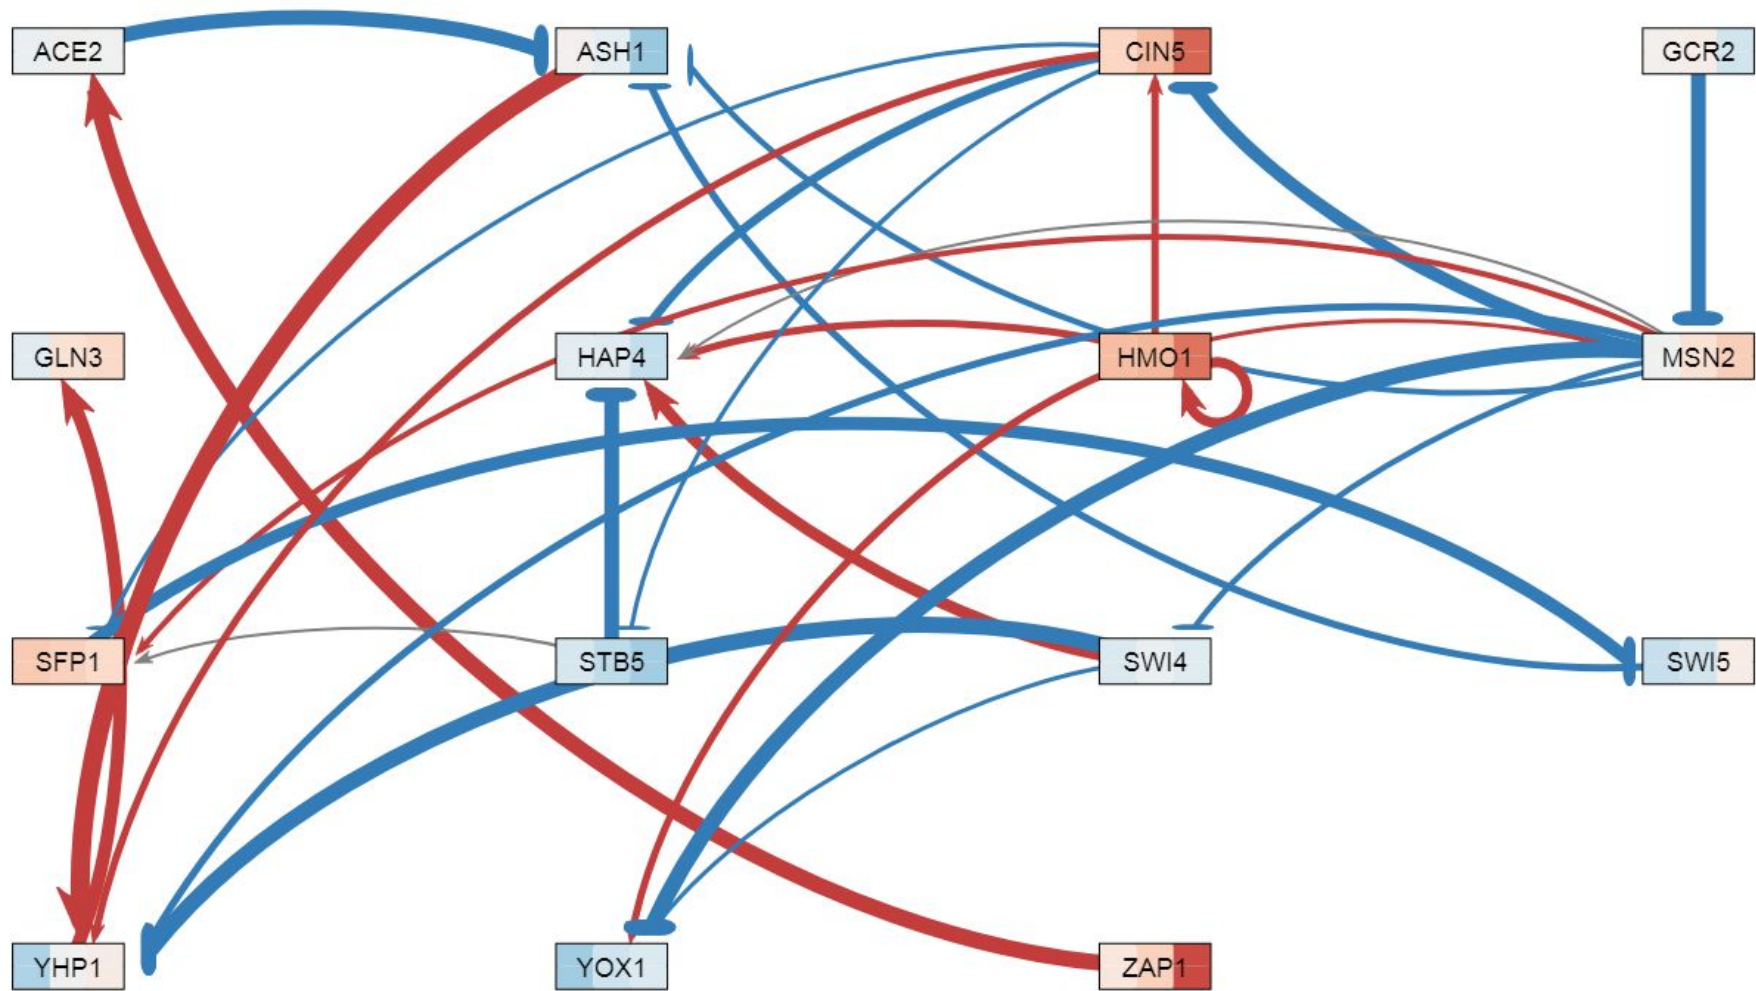 ACE2
ASH1
CIN5
GCR2
GLN3
HAP4
HMO1
MSN2
SFP1
STB5
SWI4
SWI5
YHP1
YOX1
ZAP1